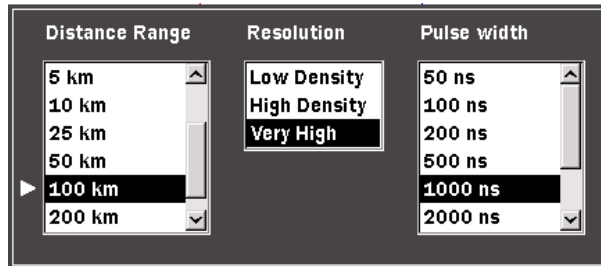 Distance Range
5 km
10 km
25 km
50 km
100 km
200 km
Resolution
Low Density
High Density
Very High
Pulse width
50 ns
100 ns
200 ns
500 ns
1000 ns
2000 ns